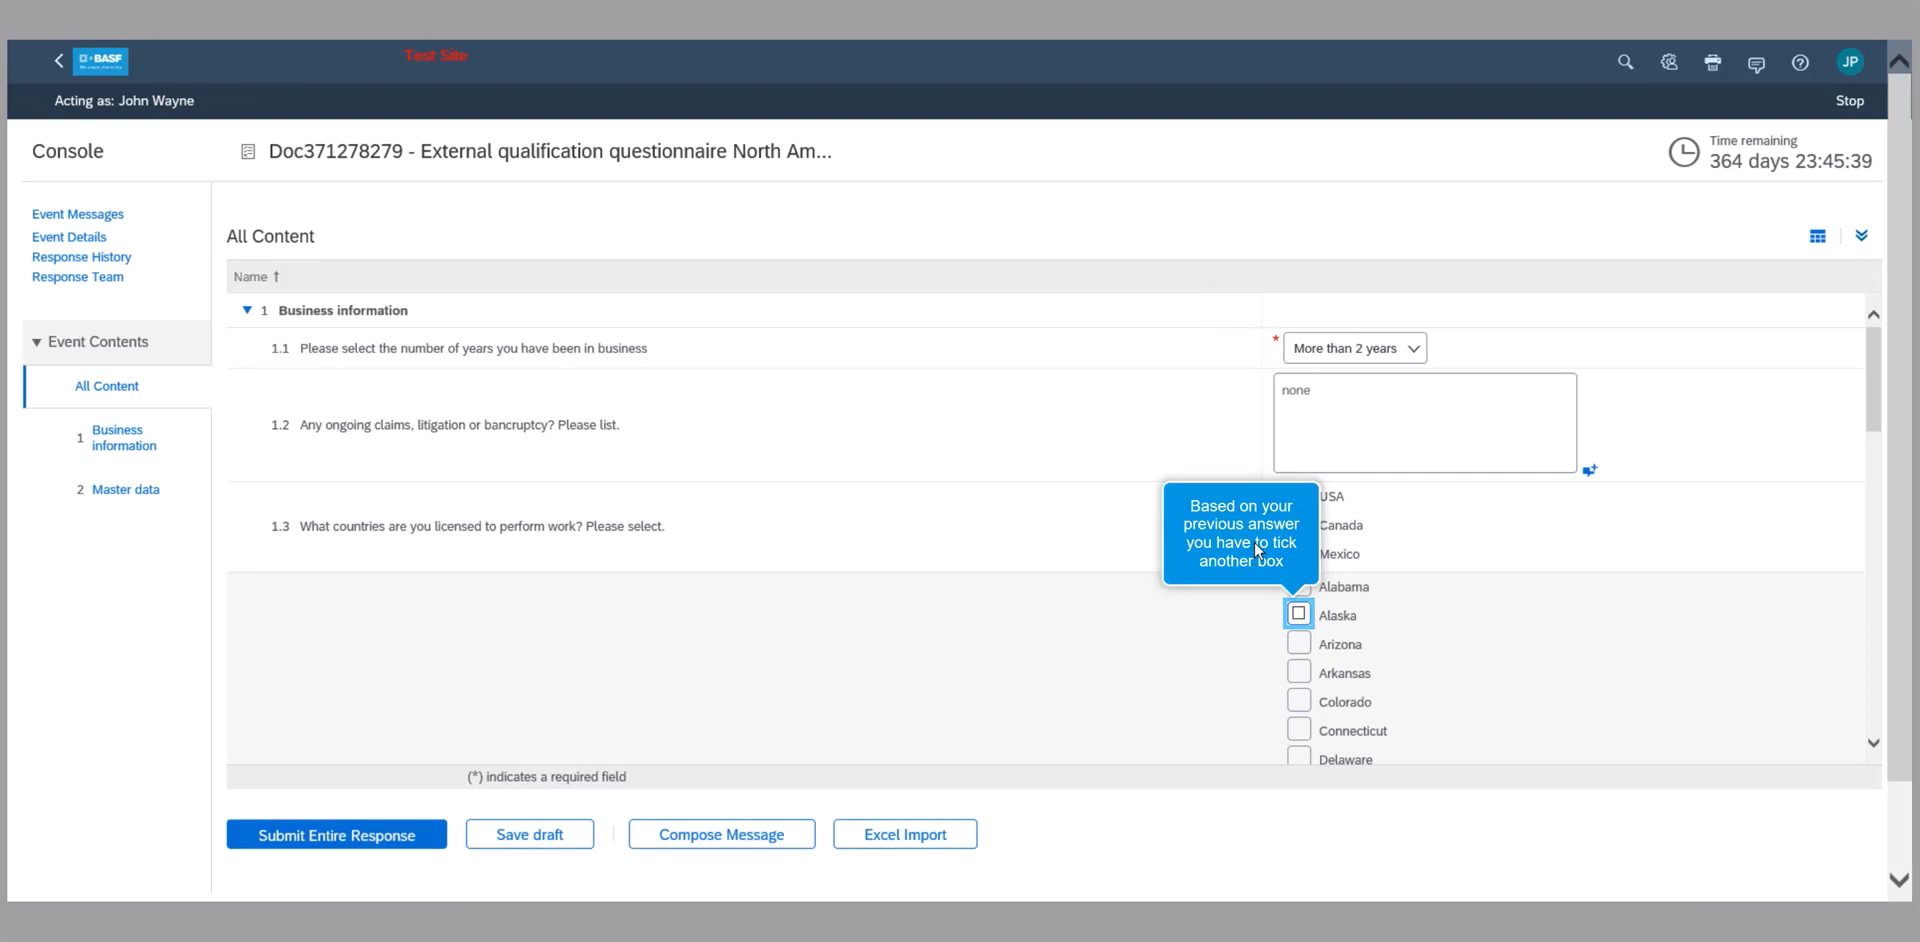 BASF
Test Site
JP
Acting as: John Wayne
Stop
Console
Doc371278279 - External qualification questionnaire North Am...
Time remaining
364 days 23:45:39
Event Messages
Event Details
Response History
Response Team
Event Contents
All Content
1 Business
information
2 Master data
All Content
Name ↑
1 Business information
1.1 Please select the number of years you have been in business
* More than 2 years
1.2 Any ongoing claims, litigation or bancruptcy? Please list.
none
1.3 What countries are you licensed to perform work? Please select.
Based on your
previous answer
you have to tick
another box
USA
Canada
Mexico
Alabama
Alaska
Arizona
Arkansas
Colorado
Connecticut
Delaware
(*) indicates a required field
Submit Entire Response
Save draft
Compose Message
Excel Import